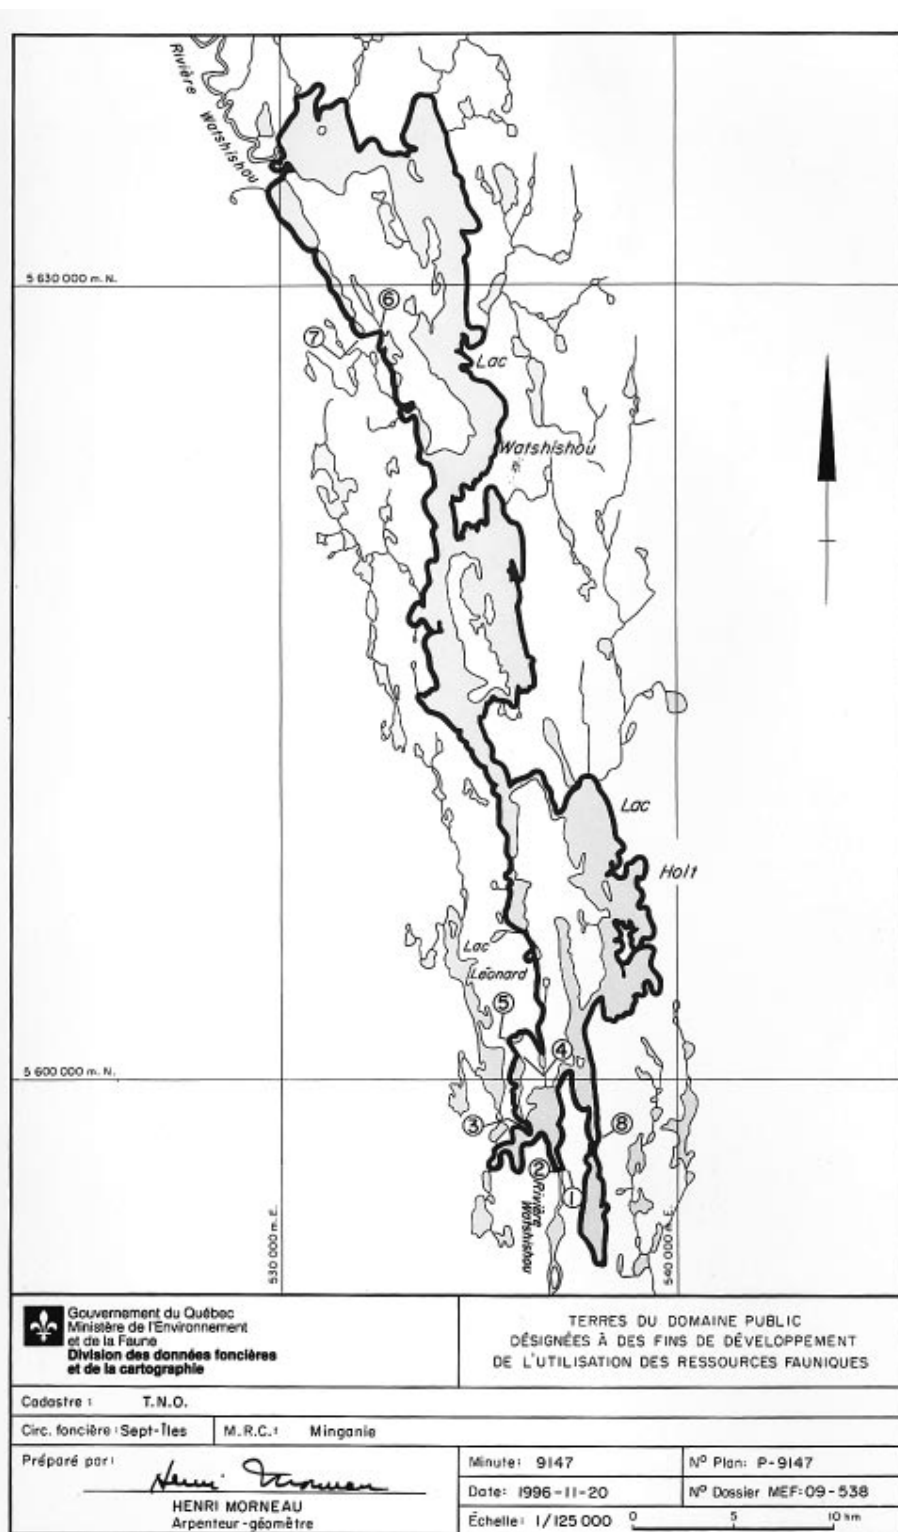 Rivière
Watshishou
5 630 000 m. N.
6
7
Lac
Watshishou
Lac
Holt
Lac
Léonard
5
5 600 000 m. N.
4
3
8
2
1
Rivière
Watshishou
530 000 m. E.
540 000 m. E.
Gouvernement du Québec
Ministère de l'Environnement
et de la Faune
Division des données foncières
et de la cartographie
TERRES DU DOMAINE PUBLIC
DÉSIGNÉES À DES FINS DE DÉVELOPPEMENT
DE L'UTILISATION DES RESSOURCES FAUNIQUES
Cadastre : T.N.O.
Circ. foncière : Sept-Îles M.R.C.: Minganie
Préparé par:
Henri Morneau
HENRI MORNEAU
Arpenteur-géomètre
Minute: 9147 Nº Plan: P-9147
Date: 1996-11-20 Nº Dossier MEF: 09-538
Échelle: 1/125 000 0 5 10 km